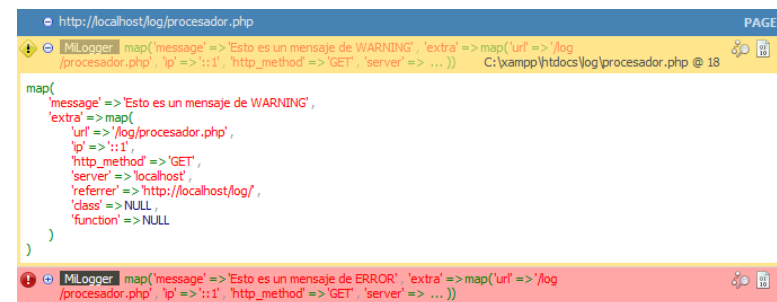 http://localhost/log/procesador.php PAGE
MiLogger map('message' =>'Esto es un mensaje de WARNING' , 'extra' =>map('url' =>'/log
/procesador.php' , 'ip' =>'::1' , 'http_method' =>'GET' , 'server' => ... )) C:\xampp\htdocs\log\procesador.php @ 18
map(
'message' =>'Esto es un mensaje de WARNING' ,
'extra' =>map(
'url' =>'/log/procesador.php' ,
'ip' =>'::1' ,
'http_method' =>'GET' ,
'server' =>'localhost' ,
'referrer' =>'http://localhost/log/' ,
'class' =>NULL ,
'function' =>NULL
)
)
MiLogger map('message' =>'Esto es un mensaje de ERROR' , 'extra' =>map('url' =>'/log
/procesador.php' , 'ip' =>'::1' , 'http_method' =>'GET' , 'server' => ... ))